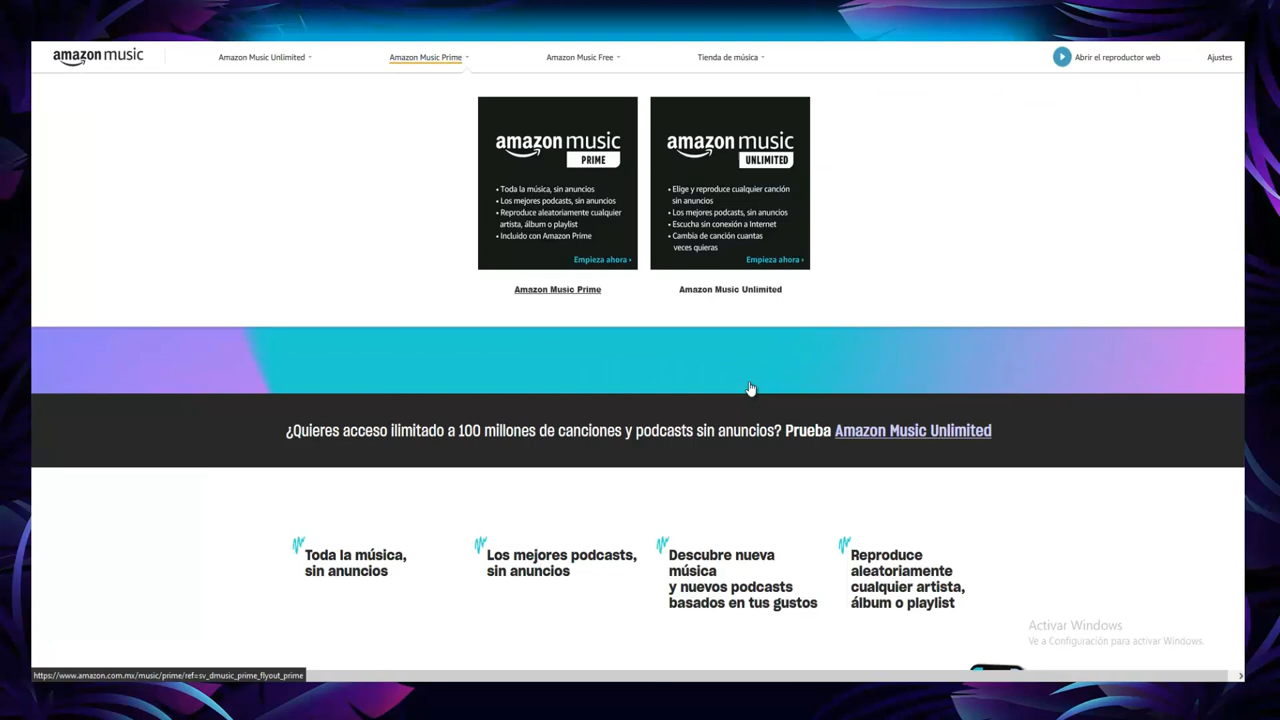 amazon music
Amazon Music Unlimited
Amazon Music Prime
Amazon Music Free
Tienda de música
Abrir el reproductor web
Ajustes
amazon music
PRIME
• Toda la música, sin anuncios
• Los mejores podcasts, sin anuncios
• Reproduce aleatoriamente cualquier
artista, álbum o playlist
• Incluido con Amazon Prime
Empieza ahora ›
Amazon Music Prime
amazon music
UNLIMITED
• Elige y reproduce cualquier canción
sin anuncios
• Los mejores podcasts, sin anuncios
• Escucha sin conexión a Internet
• Cambia de canción cuantas
veces quieras
Empieza ahora ›
Amazon Music Unlimited
¿Quieres acceso ilimitado a 100 millones de canciones y podcasts sin anuncios? Prueba Amazon Music Unlimited
Toda la música,
sin anuncios
Los mejores podcasts,
sin anuncios
Descubre nueva
música
y nuevos podcasts
basados en tus gustos
Reproduce
aleatoriamente
cualquier artista,
álbum o playlist
Activar Windows
Ve a Configuración para activar Windows.
https://www.amazon.com.mx/music/prime/ref=sv_dmusic_prime_flyout_prime